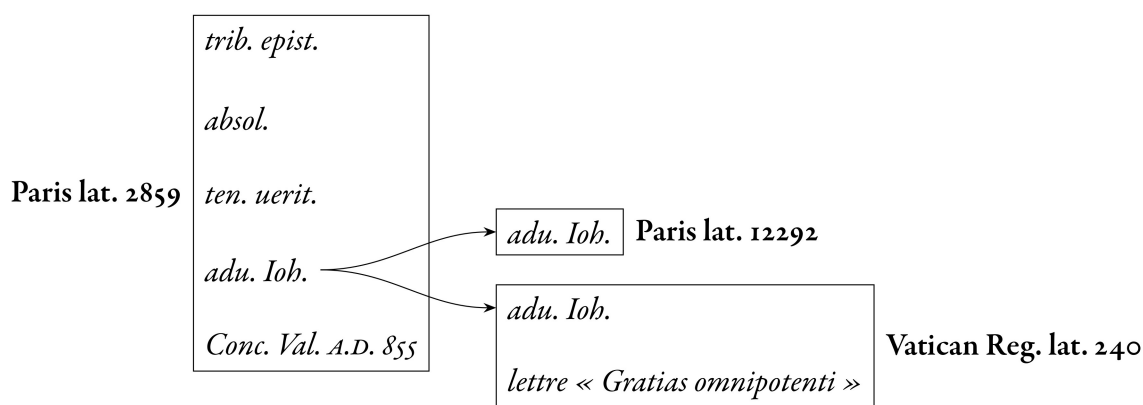 trib. epist.
absol.
Paris lat. 2859
ten. uerit.
adu. Ioh.
Conc. Val. A.D. 855
adu. Ioh.
Paris lat. 12292
adu. Ioh.
lettre « Gratias omnipotenti »
Vatican Reg. lat. 240